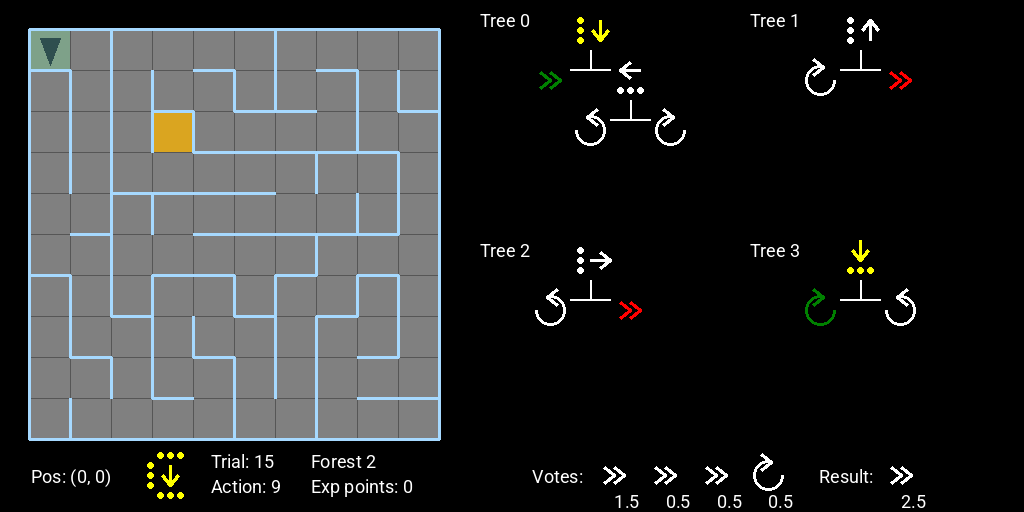 Tree 0
Tree 1
Tree 2
Tree 3
Pos: (0, 0)
Trial: 15
Forest 2
Action: 9
Exp points: 0
Votes:
Result:
1.5
0.5
0.5
0.5
2.5